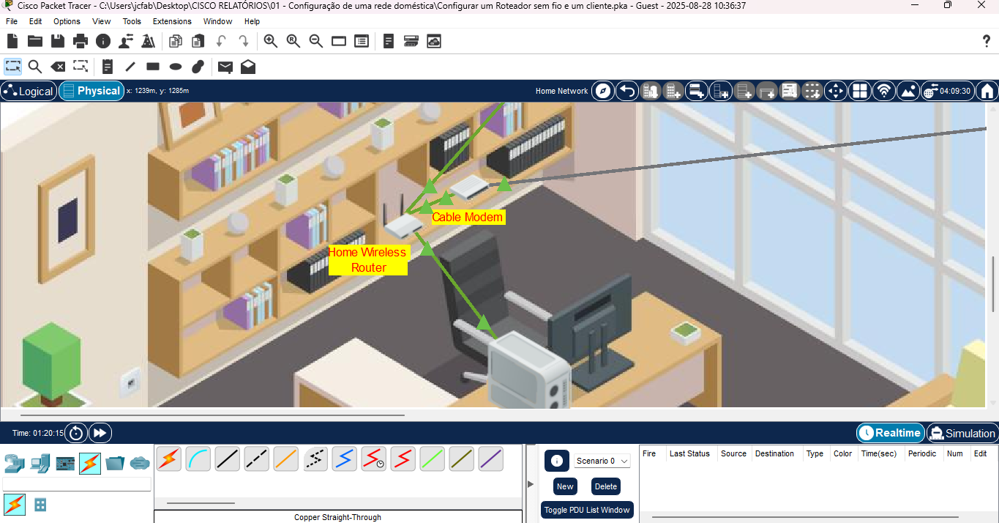 Cisco Packet Tracer - C:\Users\jcfab\Desktop\CISCO RELATÓRIOS\01 - Configuração de uma rede doméstica\Configurar um Roteador sem fio e um cliente.pka - Guest - 2025-08-28 10:36:37
File Edit Options View Tools Extensions Window Help
Logical Physical x: 1239m, y: 1285m Home Network 04:09:30
Cable Modem
Home Wireless
Router
Time: 01:20:15 Realtime Simulation
Scenario 0 Fire Last Status Source Destination Type Color Time(sec) Periodic Num Edit
New Delete
Toggle PDU List Window
Copper Straight-Through